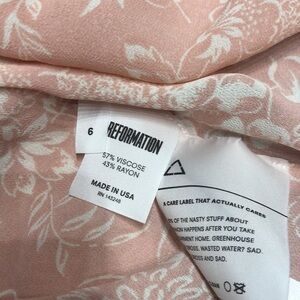 6
REFORMATION
57% VISCOSE
43% RAYON
MADE IN USA
RN 143248
A CARE LABEL THAT ACTUALLY CARES
OF THE NASTY STUFF ABOUT
HAPPENS AFTER YOU TAKE
HOME. GREENHOUSE
WASTED WATER? SAD.
AND SAD.